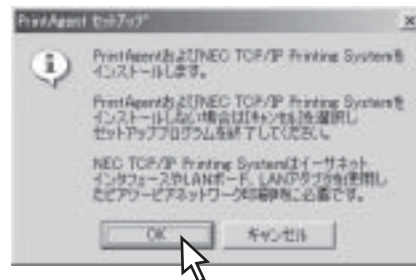 PrintAgent セットアップ
PrintAgentおよびNEC TCP/IP Printing Systemを
インストールします。
PrintAgentおよびNEC TCP/IP Printing Systemを
インストールしない場合は[キャンセル]を選択し
セットアッププログラムを終了してください。
NEC TCP/IP Printing Systemはイーサネット
インタフェースやLANボード、LANアダプタを使用し
たピアツーピアネットワーク印刷時に必要です。
OK
キャンセル